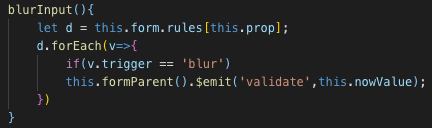 blurInput(){
    let d = this.form.rules[this.prop];
    d.forEach(v=>{
        if(v.trigger == 'blur')
        this.formParent().$emit('validate',this.nowValue);
    })
}